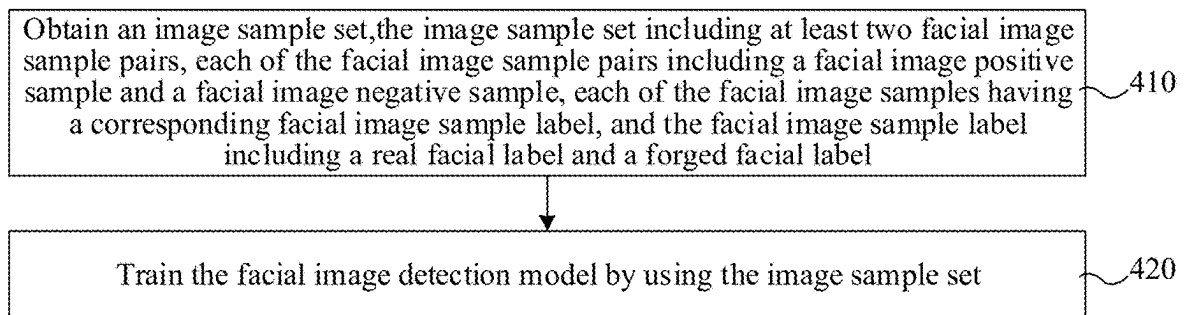 Obtain an image sample set,the image sample set including at least two facial image
sample pairs, each of the facial image sample pairs including a facial image positive
sample and a facial image negative sample, each of the facial image samples having
a corresponding facial image sample label, and the facial image sample label
including a real facial label and a forged facial label
410
Train the facial image detection model by using the image sample set
420